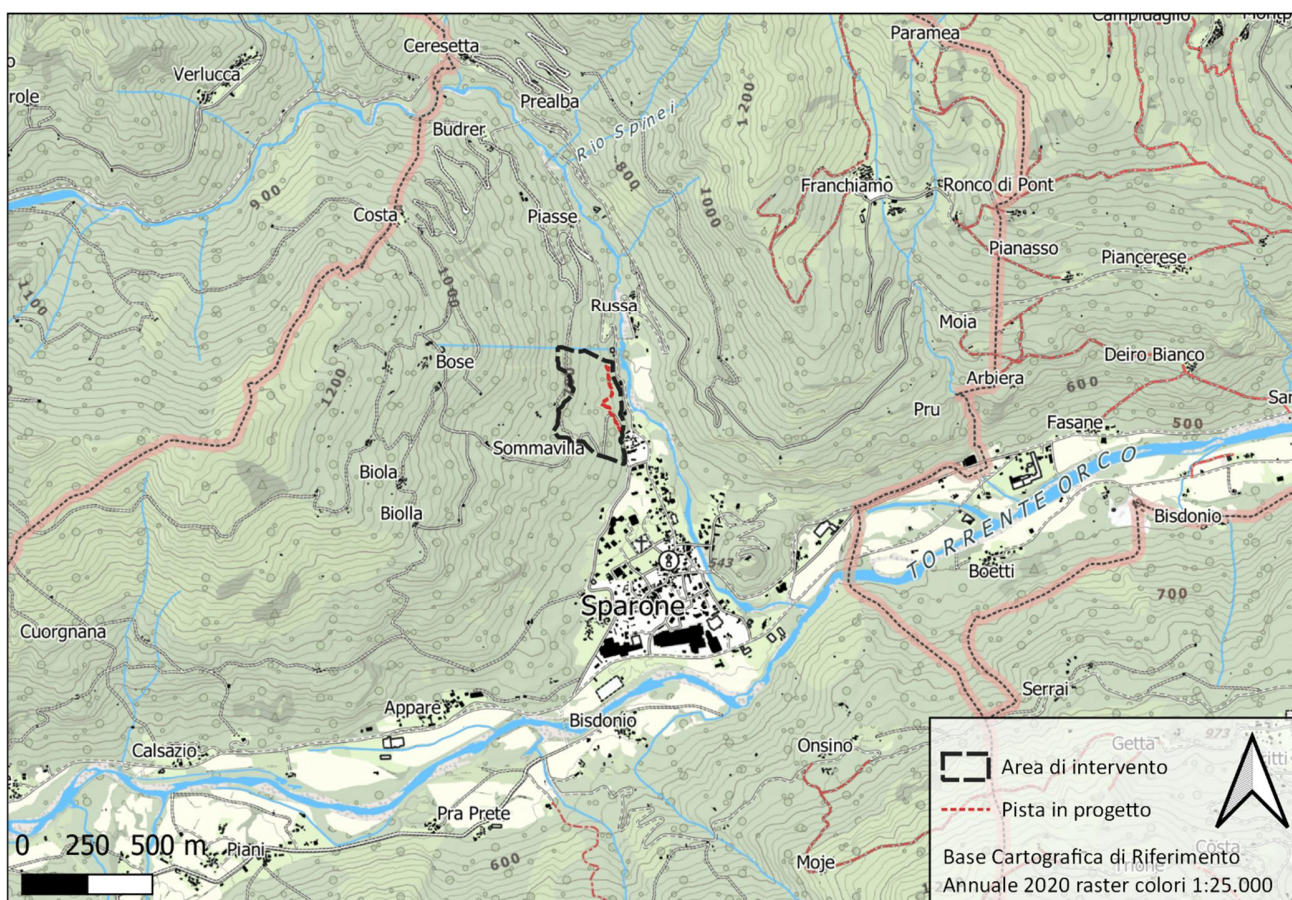 Campidaglio
Paramea
Ceresetta
Verlucca
role
Prealba
1200
Budrer
Rio Spinei
800
900
1000
Franchiamo
Ronco di Pont
Costa
Piasse
Pianasso
Piancerese
1100
1000
Russa
Moia
Deiro Bianco
Bose
Arbiera
600
1200
Pru
Fasane
500
Sommavilla
Biola
TORRENTE ORCO
Biolla
Bisdonio
543
Boetti
Sparone
700
Cuorgnana
Serrai
Appare
Bisdonio
Calsazio
Onsino
Getta
973
Area di intervento
Pra Prete
Pista in progetto
0 250 500 m
Piani
600
Moje
Base Cartografica di Riferimento
Annuale 2020 raster colori 1:25.000